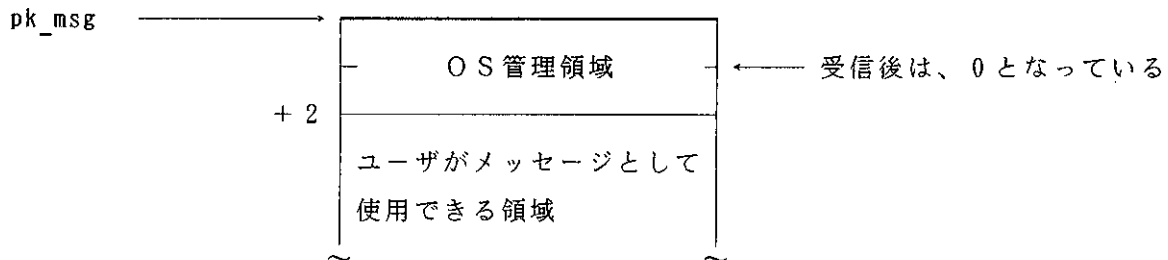 pk_msg
OS管理領域
受信後は、0となっている
+2
ユーザがメッセージとして
使用できる領域